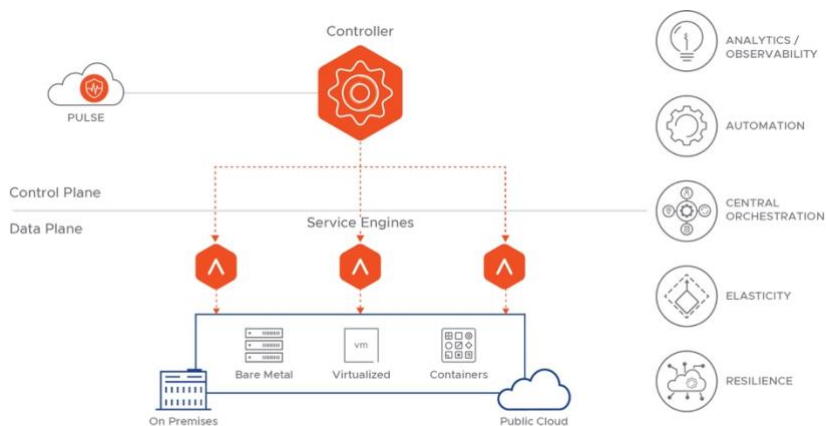 Controller
PULSE
Control Plane
Data Plane
Service Engines
vm
Bare Metal
Virtualized
Containers
On Premises
Public Cloud
ANALYTICS /
OBSERVABILITY
AUTOMATION
CENTRAL
ORCHESTRATION
ELASTICITY
RESILIENCE